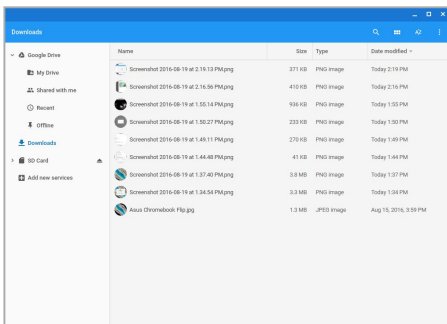 Downloads
Google Drive
My Drive
Shared with me
Recent
Offline
Downloads
SD Card
Add new services
Name Size Type Date modified
Screenshot 2016-08-19 at 2.19.13 PM.png 371 KB PNG image Today 2:19 PM
Screenshot 2016-08-19 at 2.16.56 PM.png 410 KB PNG image Today 2:16 PM
Screenshot 2016-08-19 at 1.55.14 PM.png 936 KB PNG image Today 1:55 PM
Screenshot 2016-08-19 at 1.50.27 PM.png 233 KB PNG image Today 1:50 PM
Screenshot 2016-08-19 at 1.49.11 PM.png 270 KB PNG image Today 1:49 PM
Screenshot 2016-08-19 at 1.44.48 PM.png 41 KB PNG image Today 1:44 PM
Screenshot 2016-08-19 at 1.37.40 PM.png 3.8 MB PNG image Today 1:37 PM
Screenshot 2016-08-19 at 1.34.54 PM.png 3.3 MB PNG image Today 1:34 PM
Asus Chromebook Flip.jpg 1.3 MB JPEG image Aug 15, 2016, 3:59 PM